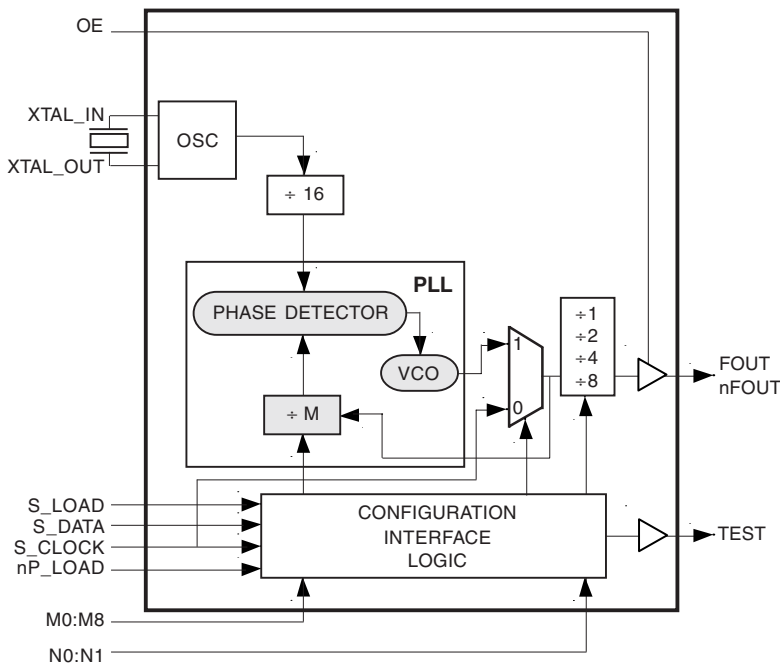 OE
XTAL_IN
OSC
XTAL_OUT
÷ 16
PLL
PHASE DETECTOR
VCO
÷ M
1
0
÷1
÷2
÷4
÷8
FOUT
nFOUT
S_LOAD
S_DATA
S_CLOCK
nP_LOAD
CONFIGURATION
INTERFACE
LOGIC
TEST
M0:M8
N0:N1